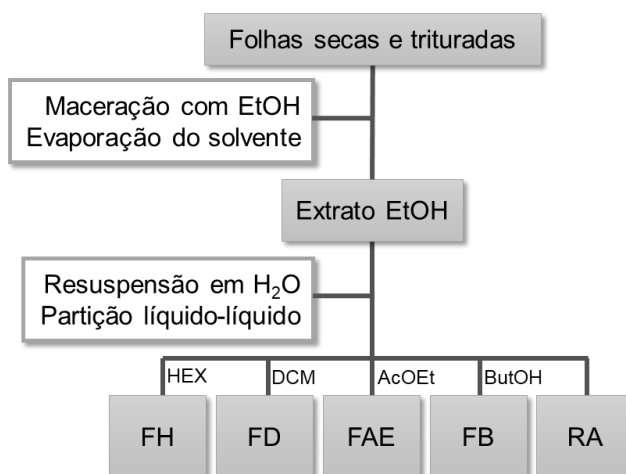 Folhas secas e trituradas
Maceração com EtOH
Evaporação do solvente
Extrato EtOH
Resuspensão em H₂O
Partição líquido-líquido
HEX
DCM
AcOEt
ButOH
FH
FD
FAE
FB
RA